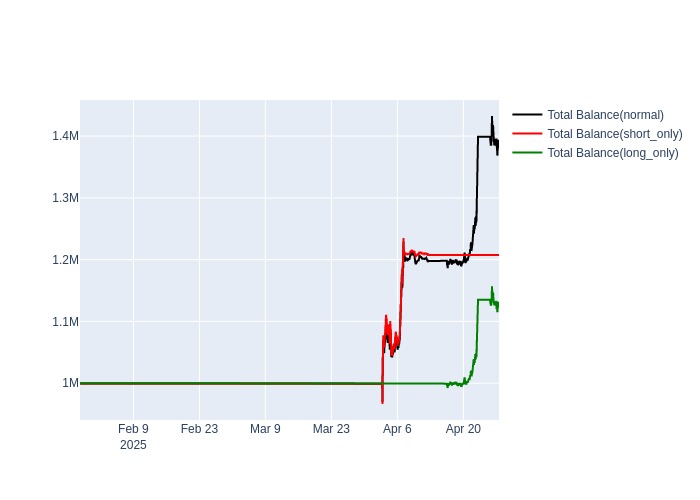 Total Balance(normal)
Total Balance(short_only)
Total Balance(long_only)
1.4M
1.3M
1.2M
1.1M
1M
Feb 9
2025
Feb 23
Mar 9
Mar 23
Apr 6
Apr 20